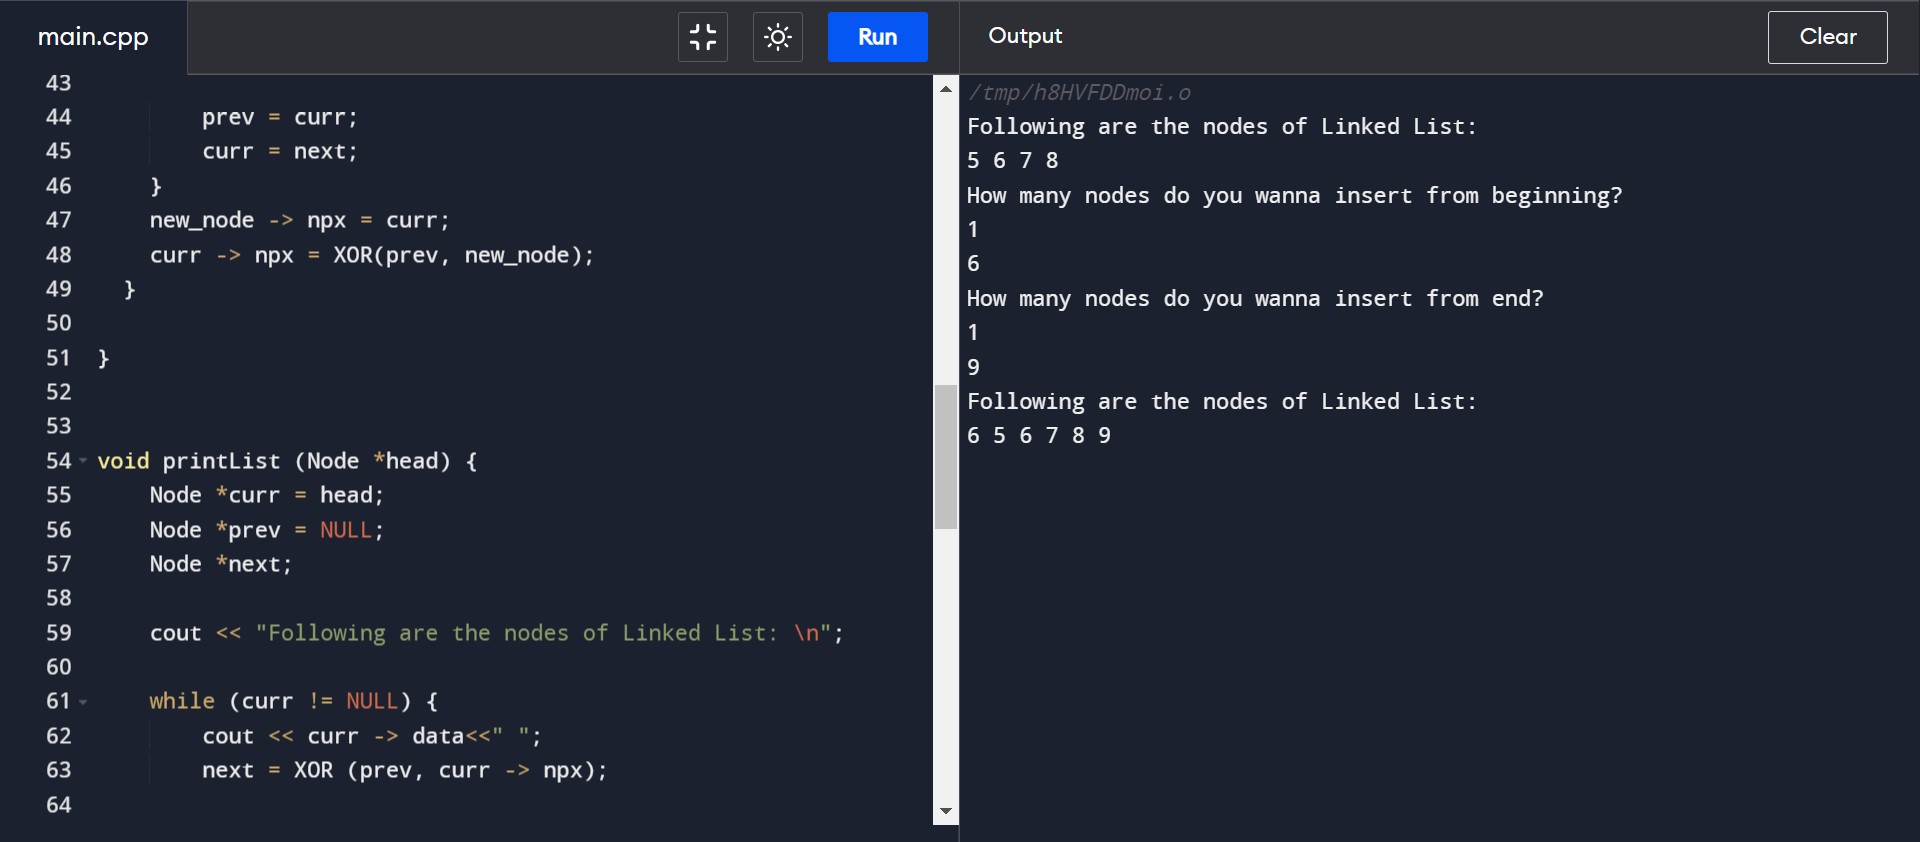 main.cpp
Run
Output
Clear
43
44 prev = curr;
45 curr = next;
46 }
47 new_node -> npx = curr;
48 curr -> npx = XOR(prev, new_node);
49 }
50
51 }
52
53
54 void printList (Node *head) {
55 Node *curr = head;
56 Node *prev = NULL;
57 Node *next;
58
59 cout << "Following are the nodes of Linked List: \n";
60
61 while (curr != NULL) {
62 cout << curr -> data<<" ";
63 next = XOR (prev, curr -> npx);
64
/tmp/h8HVFDDmoi.o
Following are the nodes of Linked List:
5 6 7 8
How many nodes do you wanna insert from beginning?
1
6
How many nodes do you wanna insert from end?
1
9
Following are the nodes of Linked List:
6 5 6 7 8 9